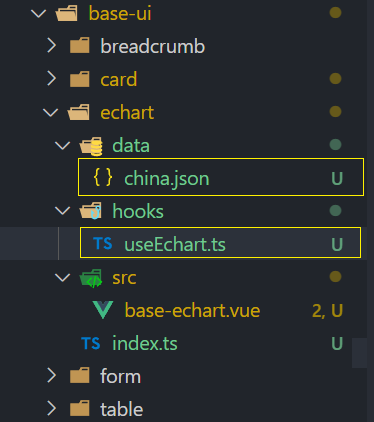 base-ui
breadcrumb
card
echart
data
{ } china.json U
hooks
TS useEchart.ts U
src
base-echart.vue 2, U
TS index.ts U
form
table